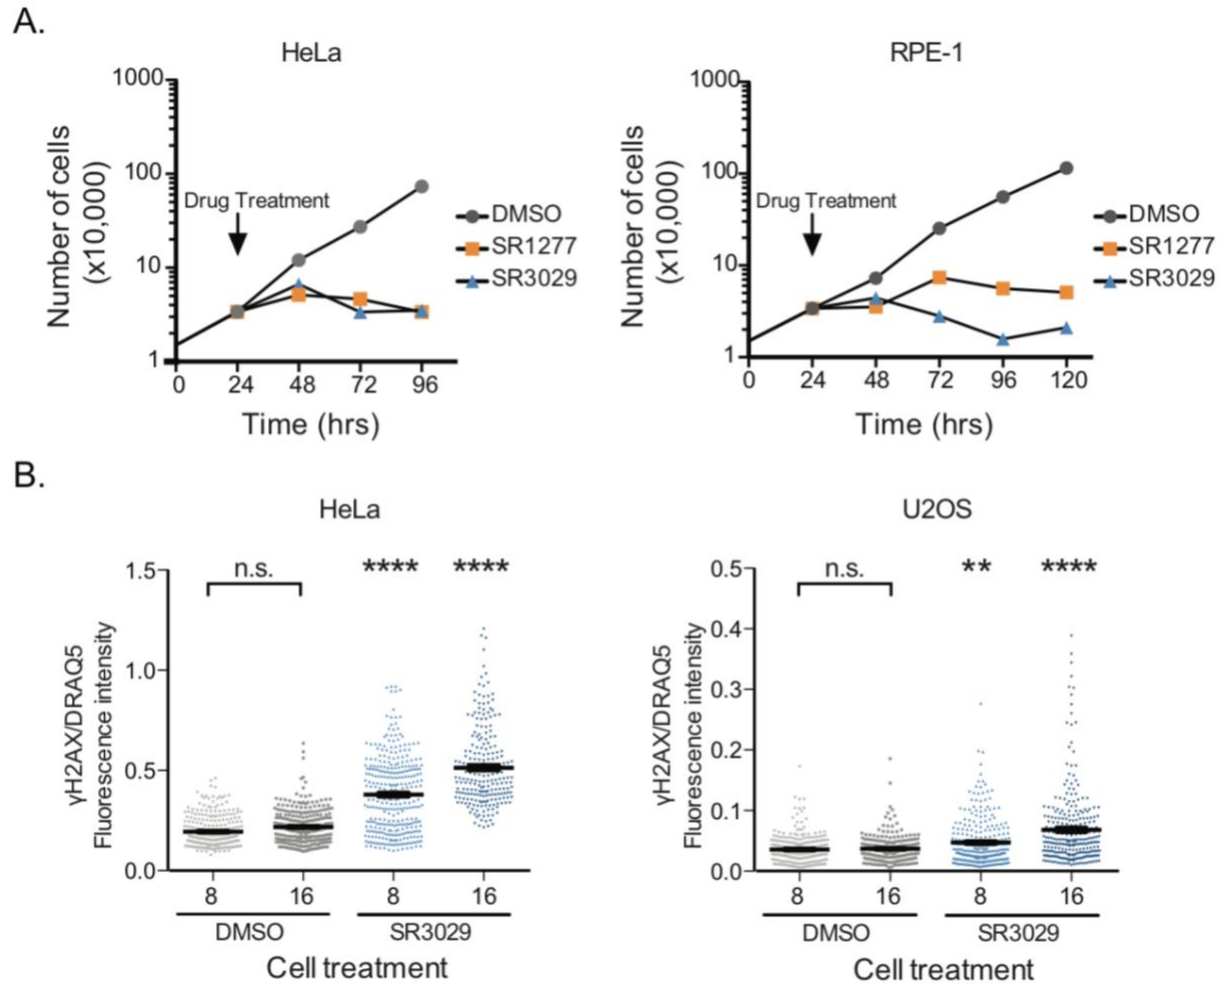 A.
HeLa
1000
100
10
1
Number of cells
(x10,000)
Drug Treatment
DMSO
SR1277
SR3029
0 24 48 72 96
Time (hrs)
RPE-1
1000
100
10
1
Number of cells
(x10,000)
Drug Treatment
DMSO
SR1277
SR3029
0 24 48 72 96 120
Time (hrs)
B.
HeLa
1.5
1.0
0.5
0.0
γH2AX/DRAQ5
Fluorescence intensity
n.s. **** ****
8 16 8 16
DMSO SR3029
Cell treatment
U2OS
0.5
0.4
0.3
0.2
0.1
0.0
γH2AX/DRAQ5
Fluorescence intensity
n.s. ** ****
8 16 8 16
DMSO SR3029
Cell treatment